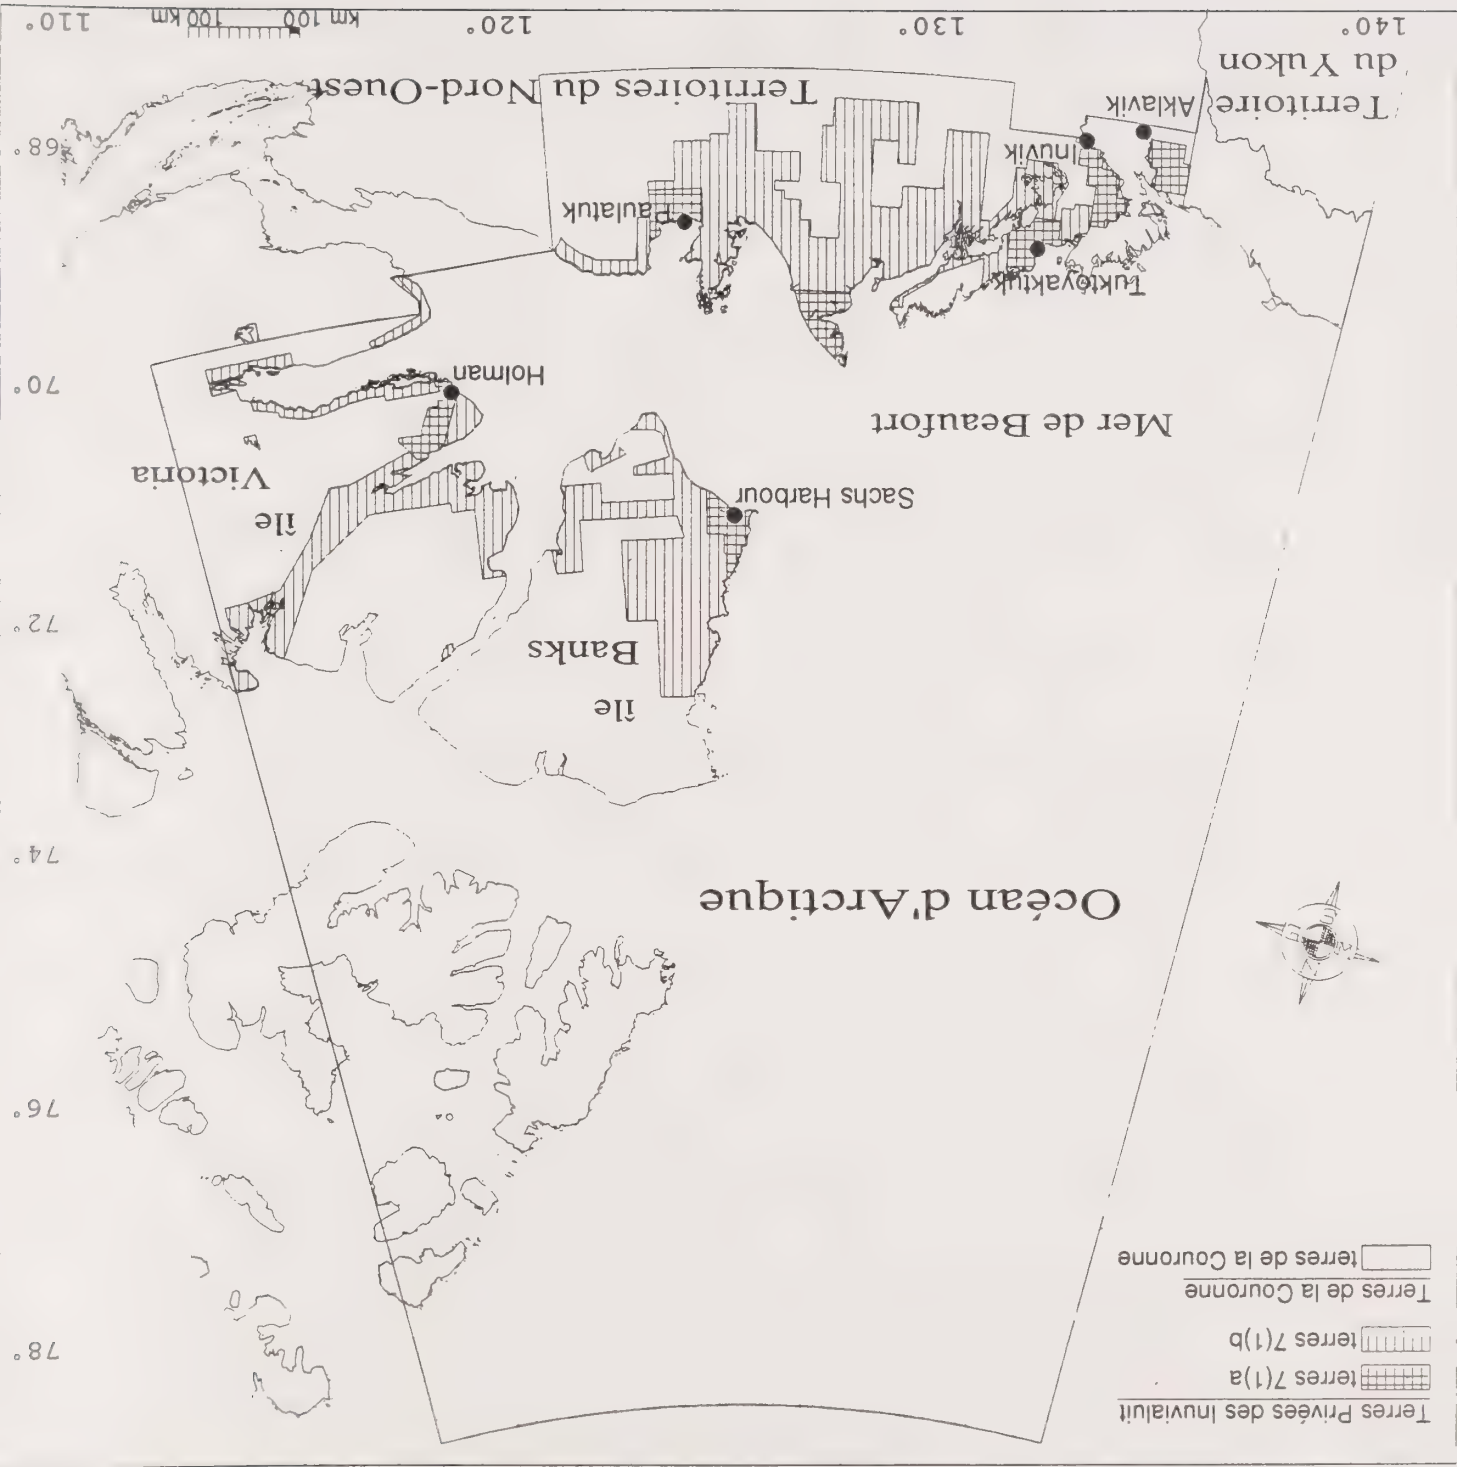 Terres Privées des Inuvialuit
terres 7(1)a
terres 7(1)b
Terres de la Couronne
terres de la Couronne
78°
76°
74°
72°
70°
68°
Océan d'Arctique
île
Banks
île
Victoria
Sachs Harbour
Mer de Beaufort
Holman
Tuktoyaktuk
Paulatuk
Inuvik
Aklavik
Territoire
du Yukon
Territoires du Nord-Ouest
140°
130°
120°
110°
km 100 100 km